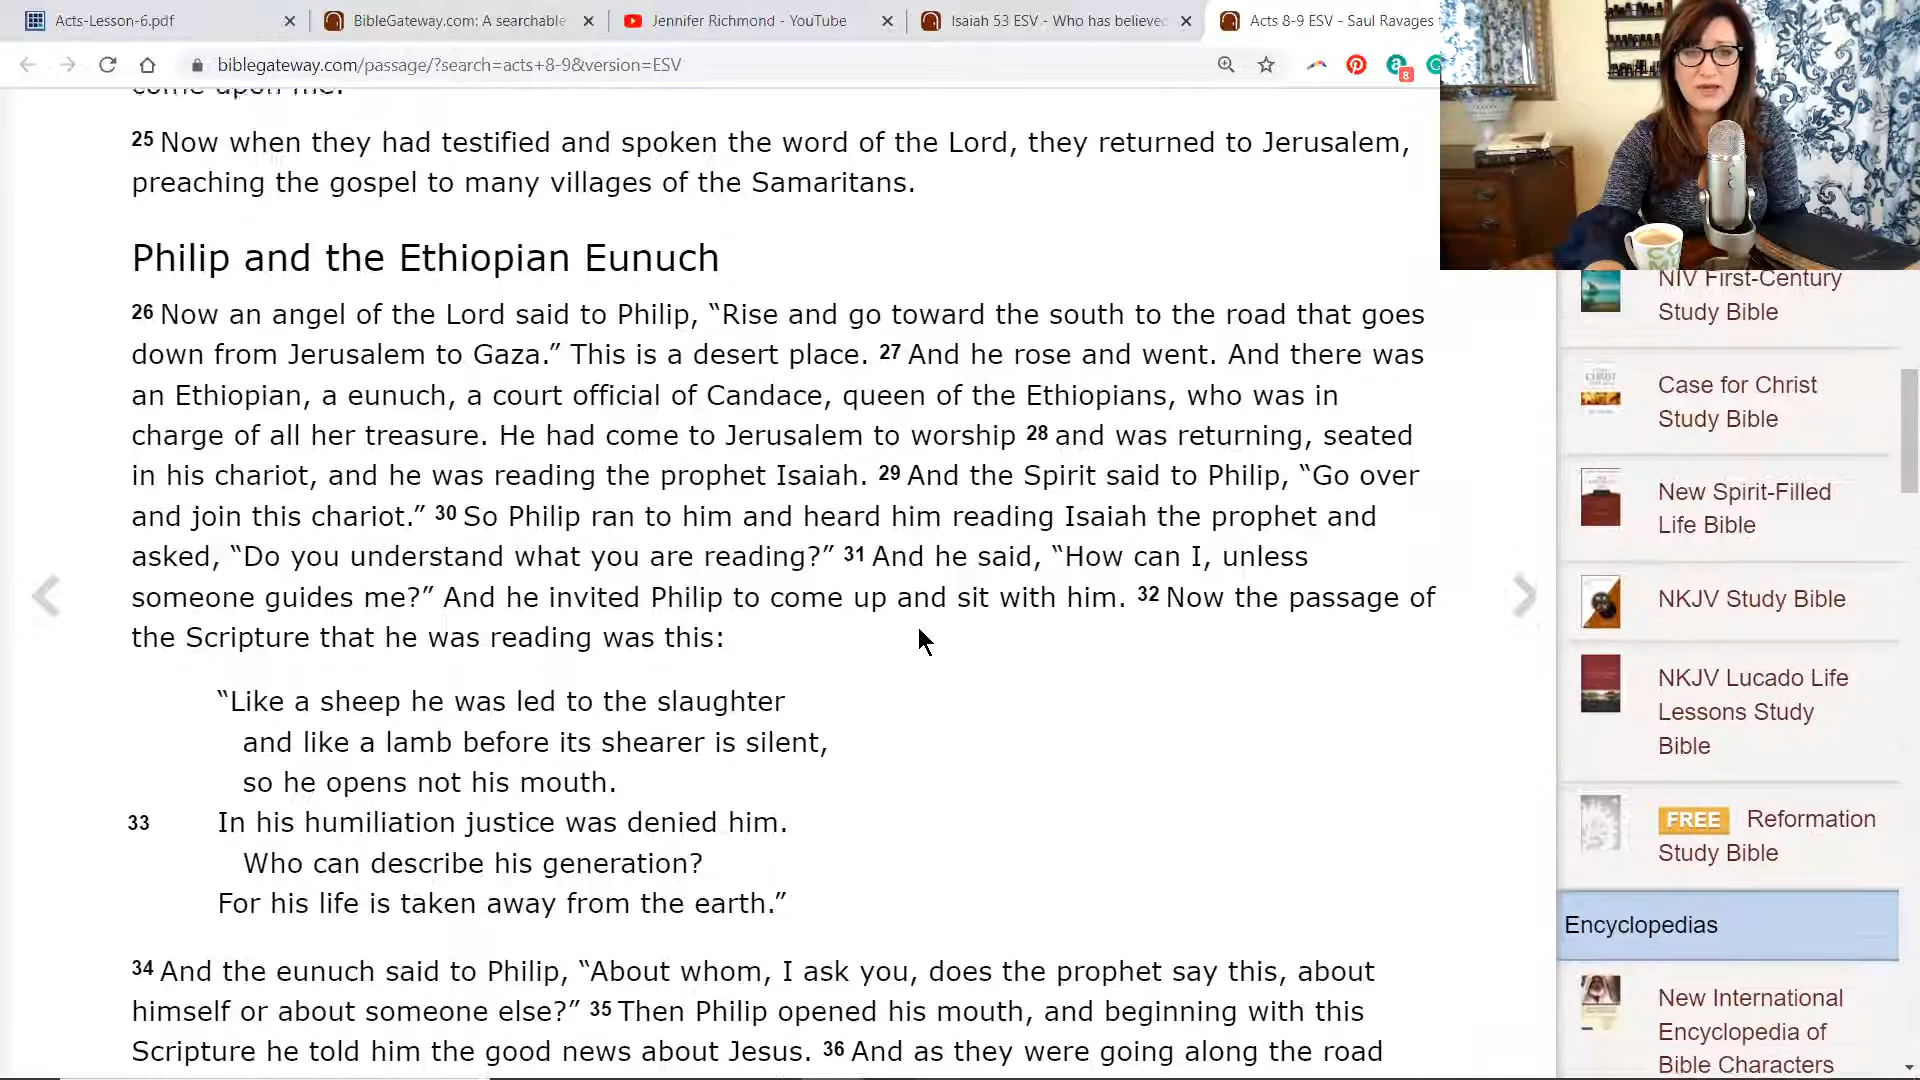 Acts-Lesson-6.pdf
BibleGateway.com: A searchable
Jennifer Richmond - YouTube
Isaiah 53 ESV - Who has believed
Acts 8-9 ESV - Saul Ravages
biblegateway.com/passage/?search=acts+8-9&version=ESV
8
come upon me.”
25 Now when they had testified and spoken the word of the Lord, they returned to Jerusalem,
preaching the gospel to many villages of the Samaritans.
Philip and the Ethiopian Eunuch
26 Now an angel of the Lord said to Philip, “Rise and go toward the south to the road that goes
down from Jerusalem to Gaza.” This is a desert place. 27 And he rose and went. And there was
an Ethiopian, a eunuch, a court official of Candace, queen of the Ethiopians, who was in
charge of all her treasure. He had come to Jerusalem to worship 28 and was returning, seated
in his chariot, and he was reading the prophet Isaiah. 29 And the Spirit said to Philip, “Go over
and join this chariot.” 30 So Philip ran to him and heard him reading Isaiah the prophet and
asked, “Do you understand what you are reading?” 31 And he said, “How can I, unless
someone guides me?” And he invited Philip to come up and sit with him. 32 Now the passage of
the Scripture that he was reading was this:
“Like a sheep he was led to the slaughter
and like a lamb before its shearer is silent,
so he opens not his mouth.
33 In his humiliation justice was denied him.
Who can describe his generation?
For his life is taken away from the earth.”
34 And the eunuch said to Philip, “About whom, I ask you, does the prophet say this, about
himself or about someone else?” 35 Then Philip opened his mouth, and beginning with this
Scripture he told him the good news about Jesus. 36 And as they were going along the road
NIV First-Century
Study Bible
Case for Christ
Study Bible
New Spirit-Filled
Life Bible
NKJV Study Bible
NKJV Lucado Life
Lessons Study
Bible
FREE Reformation
Study Bible
Encyclopedias
New International
Encyclopedia of
Bible Characters